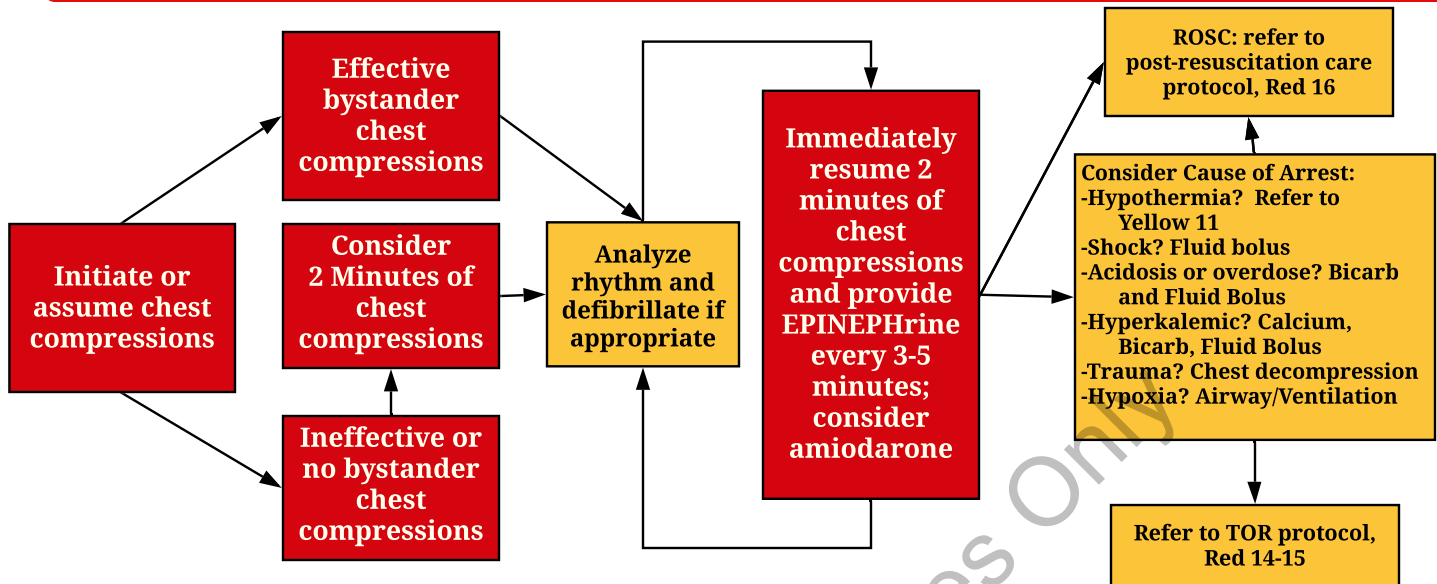 Initiate or
assume chest
compressions
Effective
bystander
chest
compressions
Consider
2 Minutes of
chest
compressions
Ineffective or
no bystander
chest
compressions
Analyze
rhythm and
defibrillate if
appropriate
Immediately
resume 2
minutes of
chest
compressions
and provide
EPINEPHrine
every 3-5
minutes;
consider
amiodarone
ROSC: refer to
post-resuscitation care
protocol, Red 16
Consider Cause of Arrest:
-Hypothermia? Refer to
Yellow 11
-Shock? Fluid bolus
-Acidosis or overdose? Bicarb
and Fluid Bolus
-Hyperkalemic? Calcium,
Bicarb, Fluid Bolus
-Trauma? Chest decompression
-Hypoxia? Airway/Ventilation
Refer to TOR protocol,
Red 14-15
Only